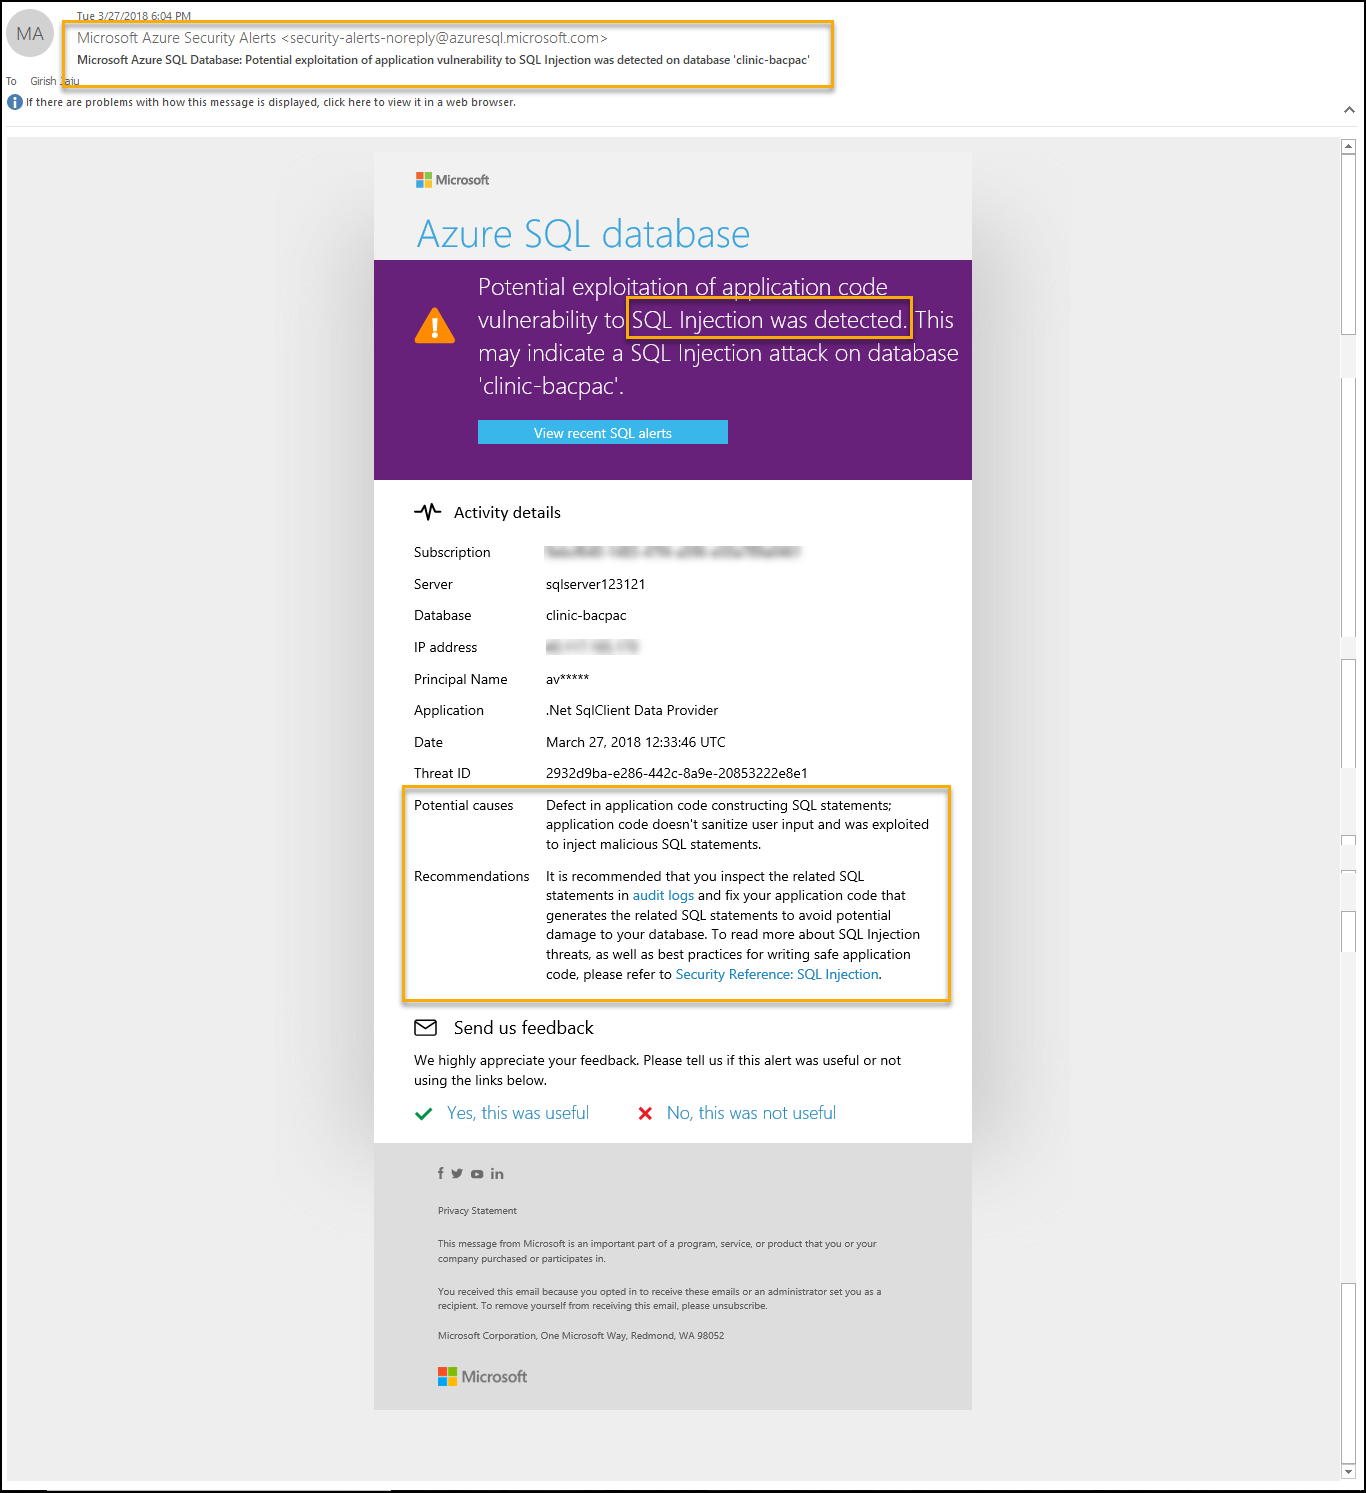 Tue 3/27/2018 6:04 PM
MA
Microsoft Azure Security Alerts <security-alerts-noreply@azuresql.microsoft.com>
Microsoft Azure SQL Database: Potential exploitation of application vulnerability to SQL Injection was detected on database 'clinic-bacpac'
To Girish Jaju
If there are problems with how this message is displayed, click here to view it in a web browser.
Microsoft
Azure SQL database
Potential exploitation of application code
vulnerability to SQL Injection was detected. This
may indicate a SQL Injection attack on database
'clinic-bacpac'.
View recent SQL alerts
Activity details
Subscription
Server sqlserver123121
Database clinic-bacpac
IP address
Principal Name av*****
Application .Net SqlClient Data Provider
Date March 27, 2018 12:33:46 UTC
Threat ID 2932d9ba-e286-442c-8a9e-20853222e8e1
Potential causes Defect in application code constructing SQL statements;
application code doesn't sanitize user input and was exploited
to inject malicious SQL statements.
Recommendations It is recommended that you inspect the related SQL
statements in audit logs and fix your application code that
generates the related SQL statements to avoid potential
damage to your database. To read more about SQL Injection
threats, as well as best practices for writing safe application
code, please refer to Security Reference: SQL Injection.
Send us feedback
We highly appreciate your feedback. Please tell us if this alert was useful or not
using the links below.
Yes, this was useful No, this was not useful
Privacy Statement
This message from Microsoft is an important part of a program, service, or product that you or your
company purchased or participates in.
You received this email because you opted in to receive these emails or an administrator set you as a
recipient. To remove yourself from receiving this email, please unsubscribe.
Microsoft Corporation, One Microsoft Way, Redmond, WA 98052
Microsoft